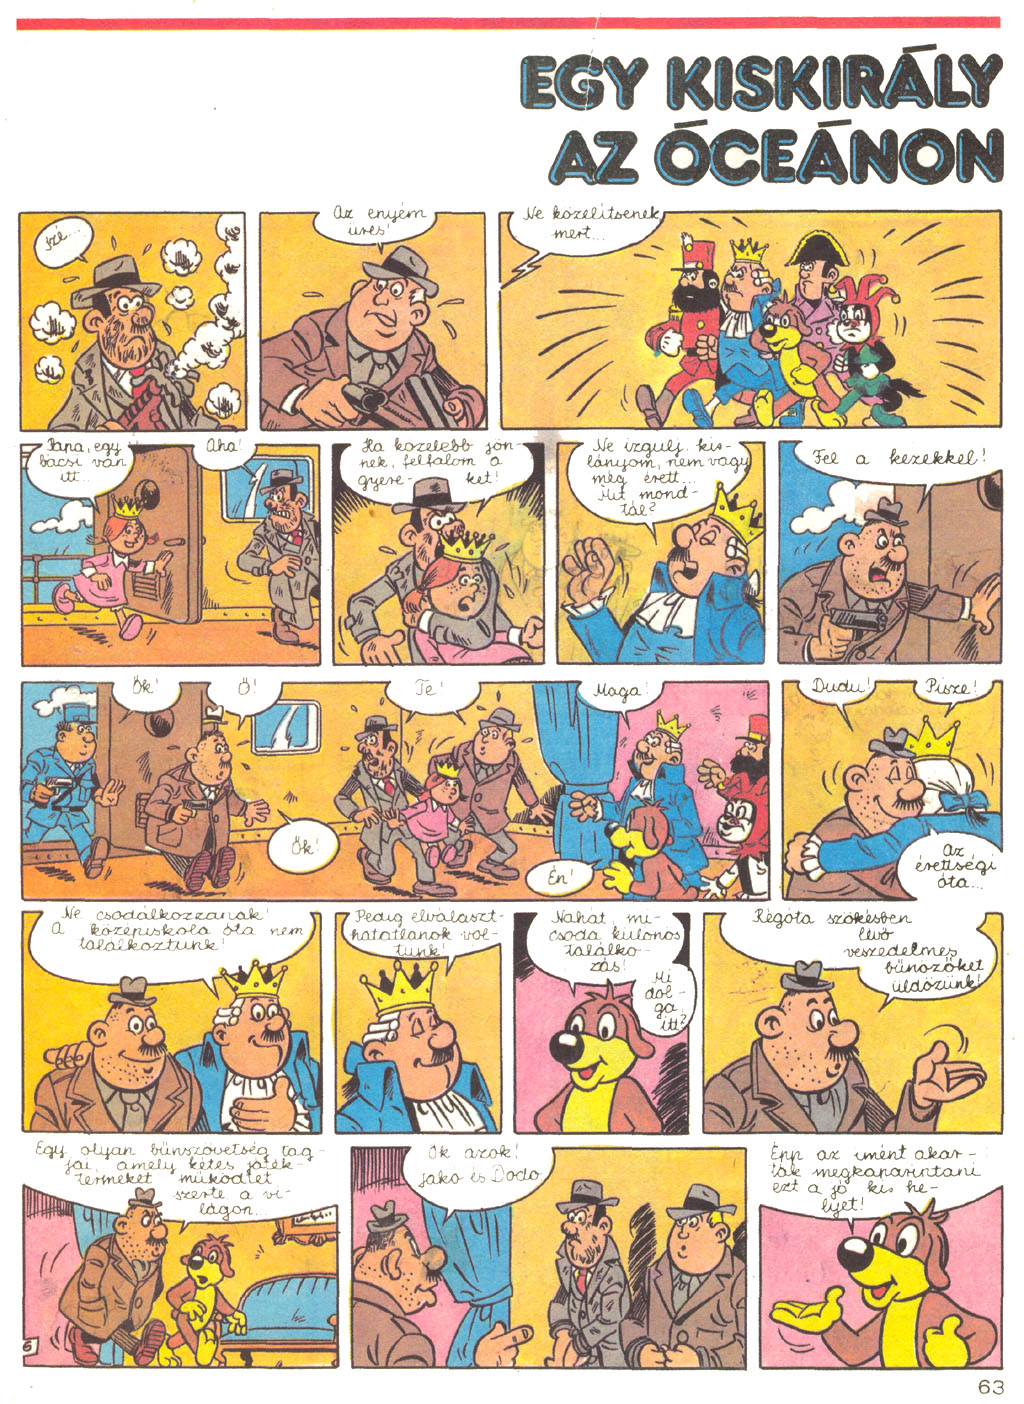 EGY KISKIRÁLY
AZ ÓCEÁNON
Az enyém
üres!
Ne közelítsenek
mert...
Papa, egy
bácsi van
itt...
Aha!
Ha közelebb jön-
nek, felfalom a
gyere-
ket!
Ne izgulj, kis-
lányom, nem vagy
még érett...
Mit mond-
tál?
Fel a kezekkel!
Ők!
Ő!
Ők!
Te!
Maga!
Én!
Dudu!
Pisze!
Az
érettségi
óta...
Ne csodálkozzanak!
A középiskola óta nem
találkoztunk!
Pedig elválaszt-
hatatlanok vol-
tunk!
Nahát, mi-
csoda különös
találko-
zás!
Mi
dol-
ga
itt?
Régóta szökésben
lévő
veszedelmes
bűnözőket
üldözünk!
Egy olyan bűnszövetség tag-
jai, amely kétes játék-
termeket működtet
szerte a vi-
lágon...
6
Ők azok!
Jako és Dodo.
Épp az imént akar-
ták megkaparintani
ezt a jó kis he-
lyet!
63